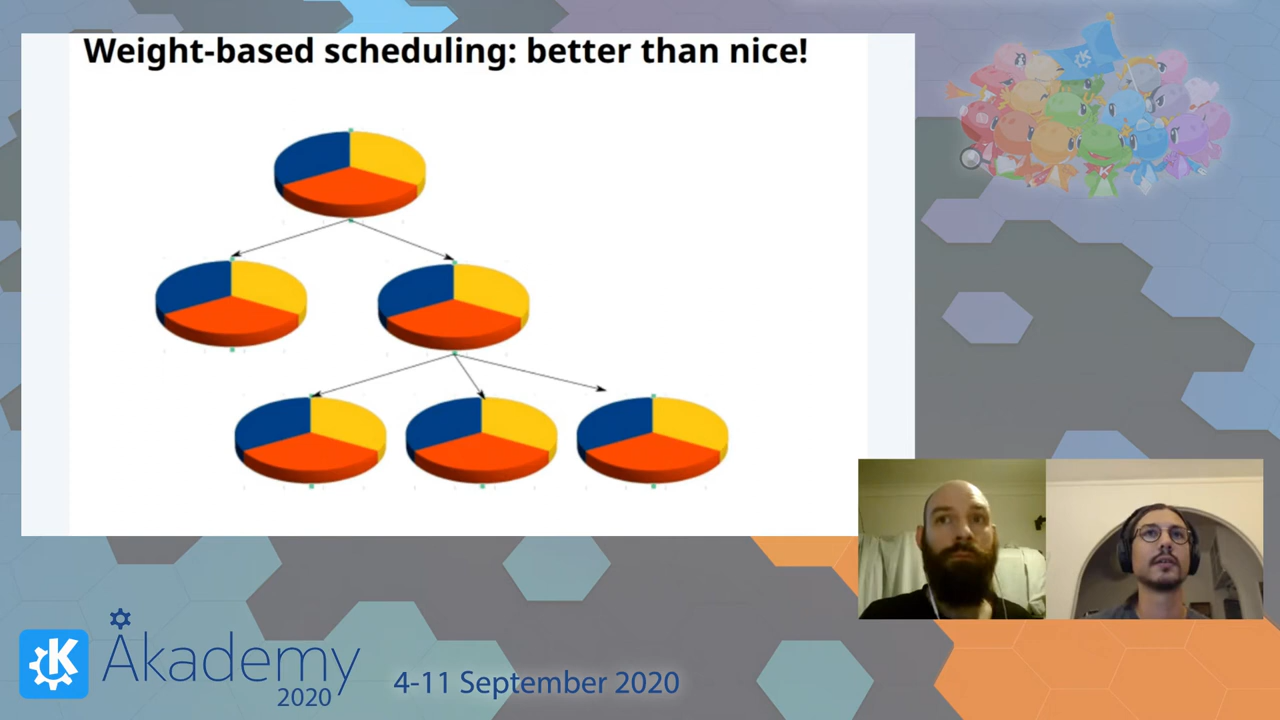 Weight-based scheduling: better than nice!
K
Akademy
2020
4-11 September 2020